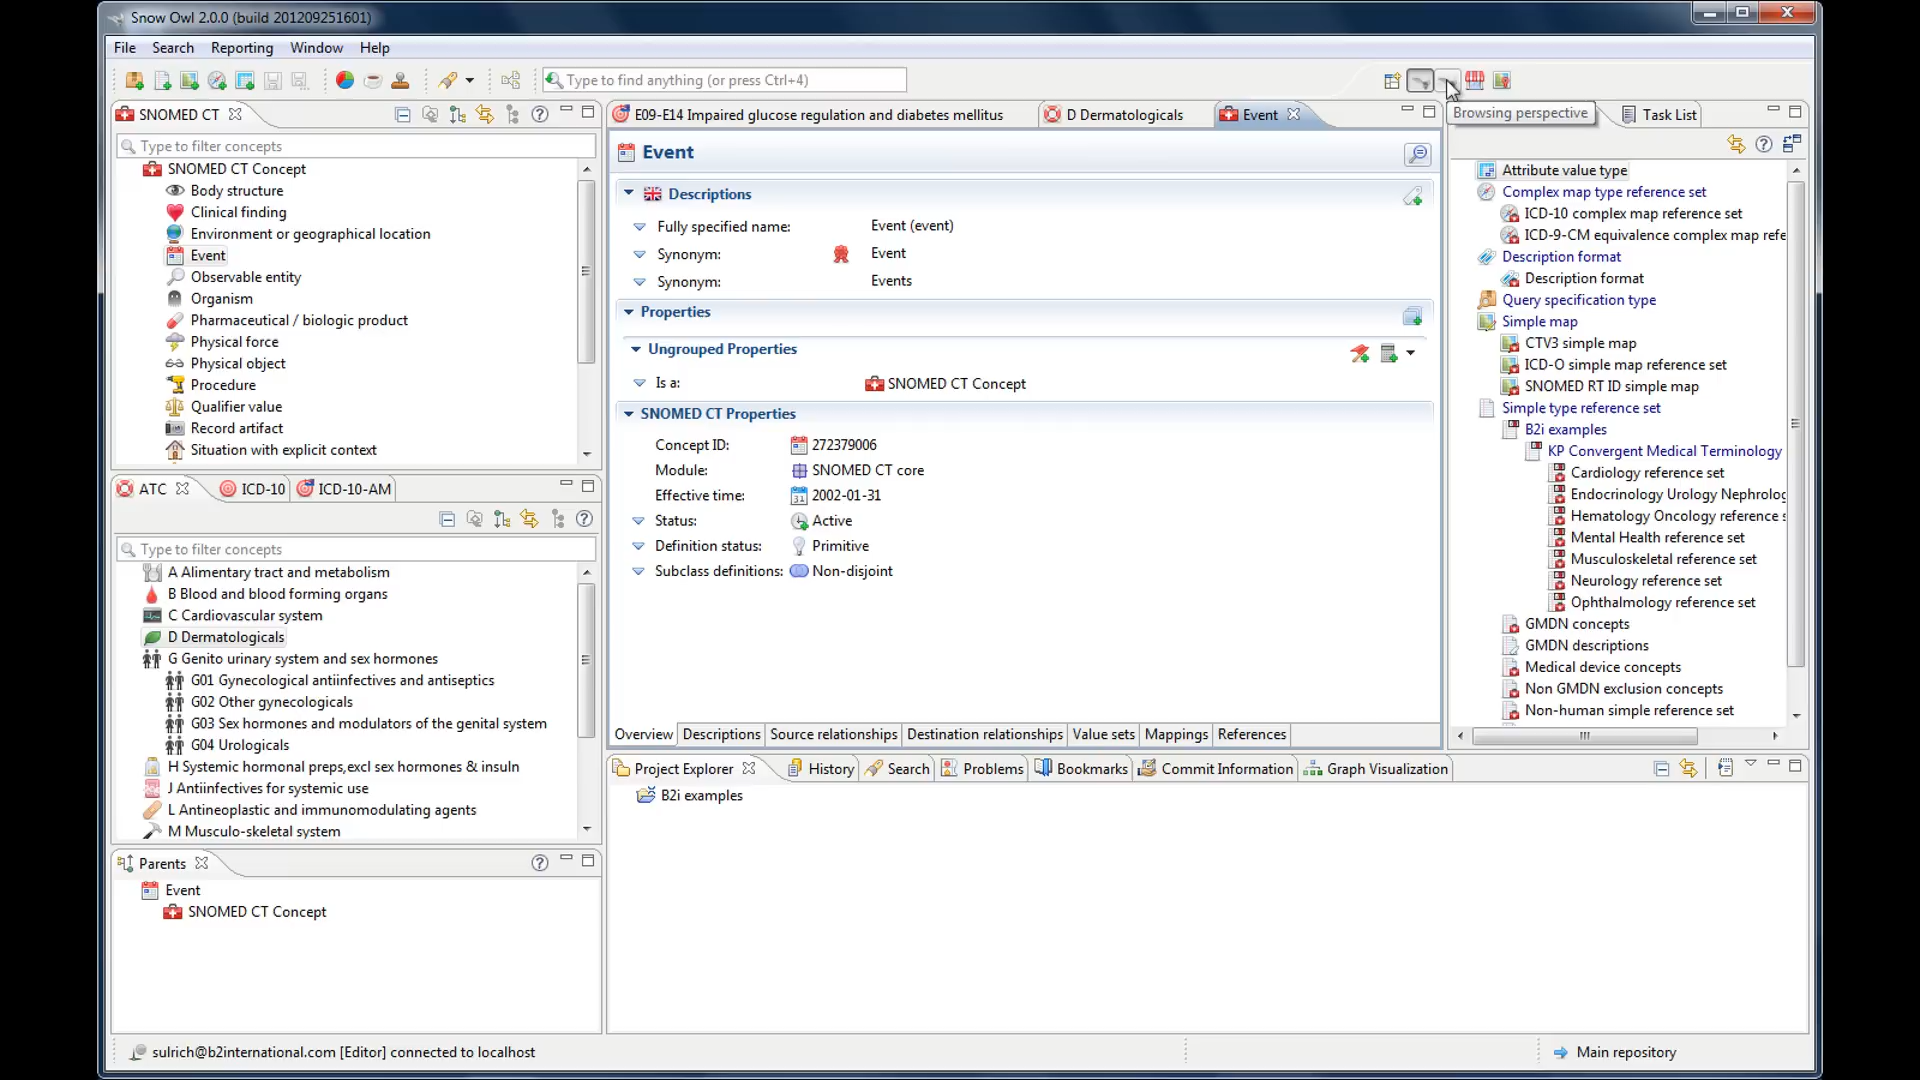 Snow Owl 2.0.0 (build 201209251601)
File Search Reporting Window Help
Type to find anything (or press Ctrl+4)
Browsing perspective
SNOMED CT
Type to filter concepts
SNOMED CT Concept
Body structure
Clinical finding
Environment or geographical location
Event
Observable entity
Organism
Pharmaceutical / biologic product
Physical force
Physical object
Procedure
Qualifier value
Record artifact
Situation with explicit context
ATC ICD-10 ICD-10-AM
Type to filter concepts
A Alimentary tract and metabolism
B Blood and blood forming organs
C Cardiovascular system
D Dermatologicals
G Genito urinary system and sex hormones
G01 Gynecological antiinfectives and antiseptics
G02 Other gynecologicals
G03 Sex hormones and modulators of the genital system
G04 Urologicals
H Systemic hormonal preps,excl sex hormones & insuln
J Antiinfectives for systemic use
L Antineoplastic and immunomodulating agents
M Musculo-skeletal system
Parents
Event
SNOMED CT Concept
E09-E14 Impaired glucose regulation and diabetes mellitus D Dermatologicals Event
Event
Descriptions
Fully specified name: Event (event)
Synonym: Event
Synonym: Events
Properties
Ungrouped Properties
Is a: SNOMED CT Concept
SNOMED CT Properties
Concept ID: 272379006
Module: SNOMED CT core
Effective time: 31 2002-01-31
Status: Active
Definition status: Primitive
Subclass definitions: Non-disjoint
Overview Descriptions Source relationships Destination relationships Value sets Mappings References
Project Explorer History Search Problems Bookmarks Commit Information Graph Visualization
B2i examples
Task List
Attribute value type
Complex map type reference set
ICD-10 complex map reference set
ICD-9-CM equivalence complex map refe
Description format
Description format
Query specification type
Simple map
CTV3 simple map
ICD-O simple map reference set
SNOMED RT ID simple map
Simple type reference set
B2i examples
KP Convergent Medical Terminology
Cardiology reference set
Endocrinology Urology Nephrolog
Hematology Oncology reference s
Mental Health reference set
Musculoskeletal reference set
Neurology reference set
Ophthalmology reference set
GMDN concepts
GMDN descriptions
Medical device concepts
Non GMDN exclusion concepts
Non-human simple reference set
sulrich@b2international.com [Editor] connected to localhost
Main repository